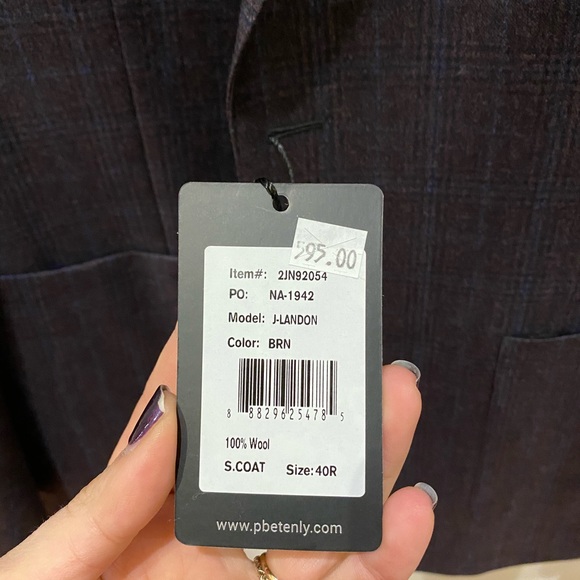 595.00
Item#: 2JN92054
PO: NA-1942
Model: J-LANDON
Color: BRN
8 88296 25478 5
100% Wool
S.COAT Size:40R
www.pbetenly.com